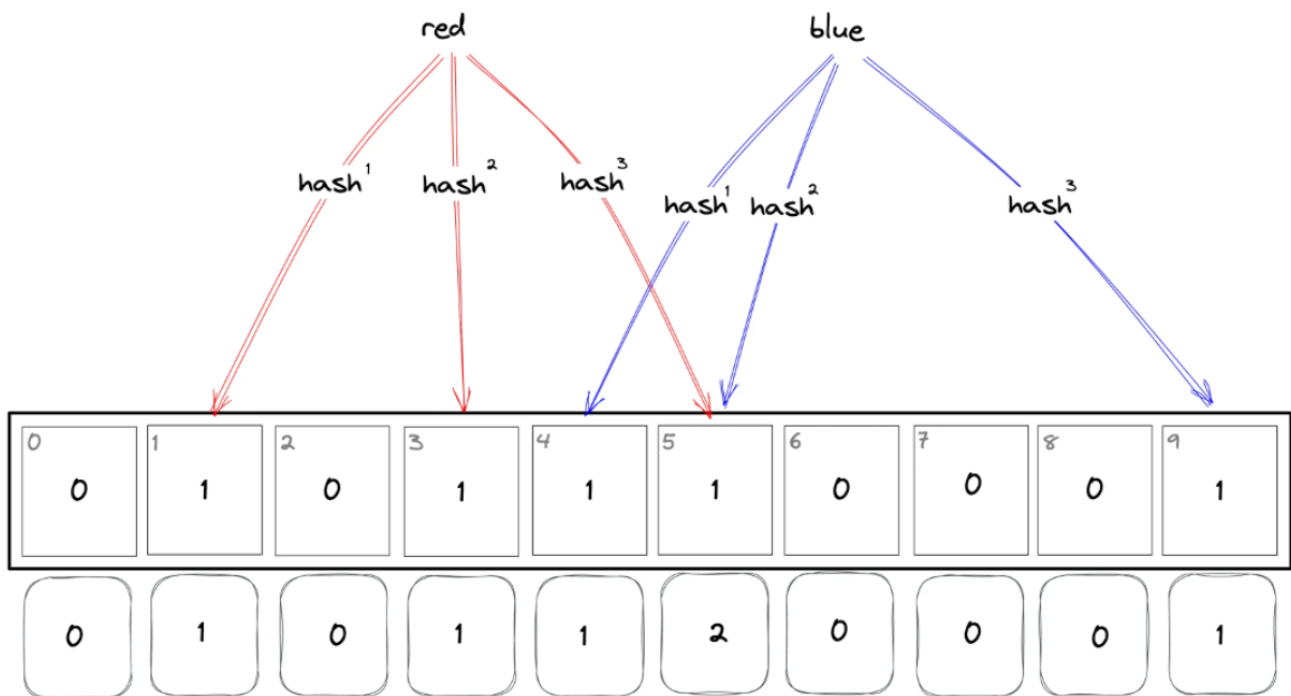 red blue
hash¹ hash² hash³ hash¹ hash² hash³
0 1 2 3 4 5 6 7 8 9
0 1 0 1 1 1 0 0 0 1
0 1 0 1 1 2 0 0 0 1